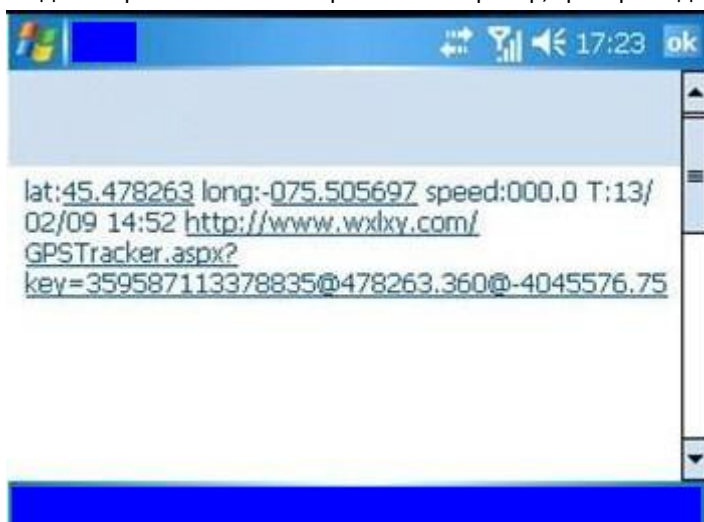 17:23 ok
lat:45.478263 long:-075.505697 speed:000.0 T:13/
02/09 14:52 http://www.wxlxy.com/
GPSTracker.aspx?
key=359587113378835@478263.360@-4045576.75